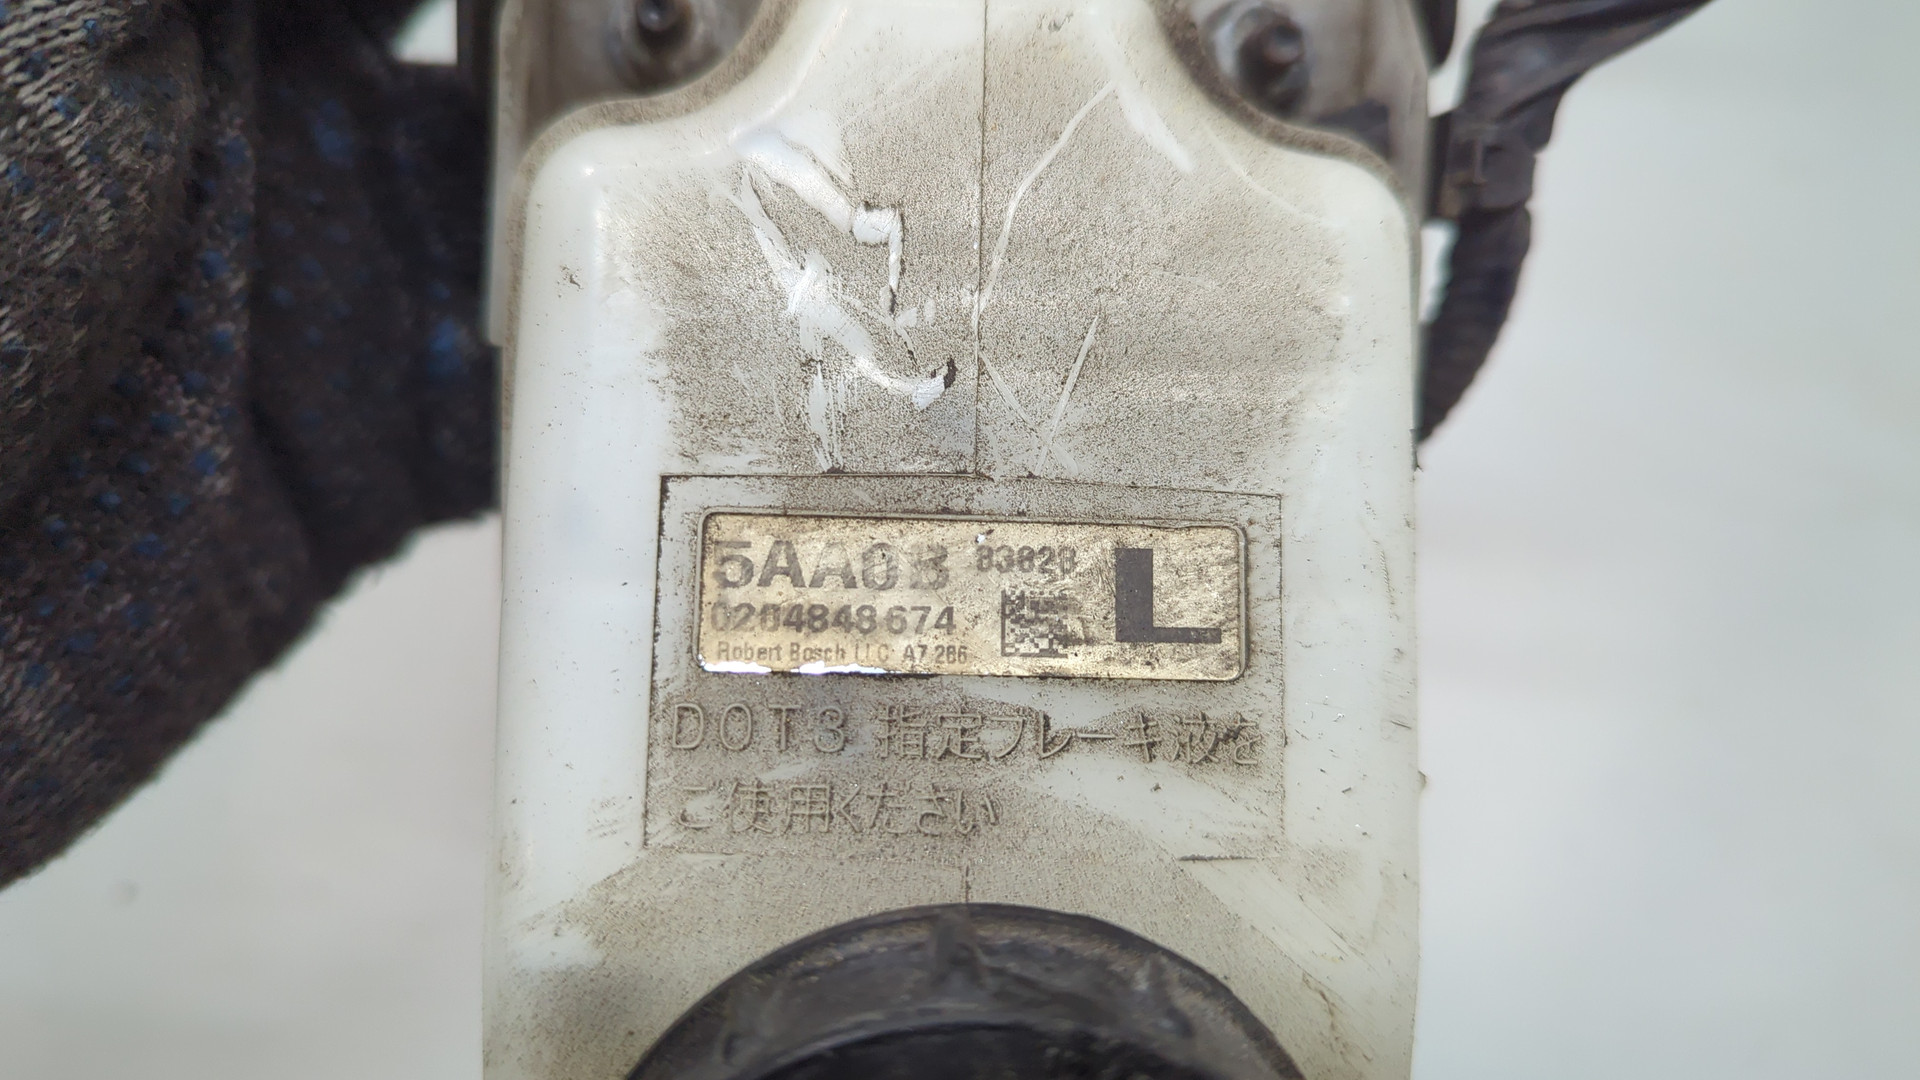 5AA0B 83823 L
0204848674
Robert Bosch LLC A7 286
DOT3 指定ブレーキ液を
ご使用ください